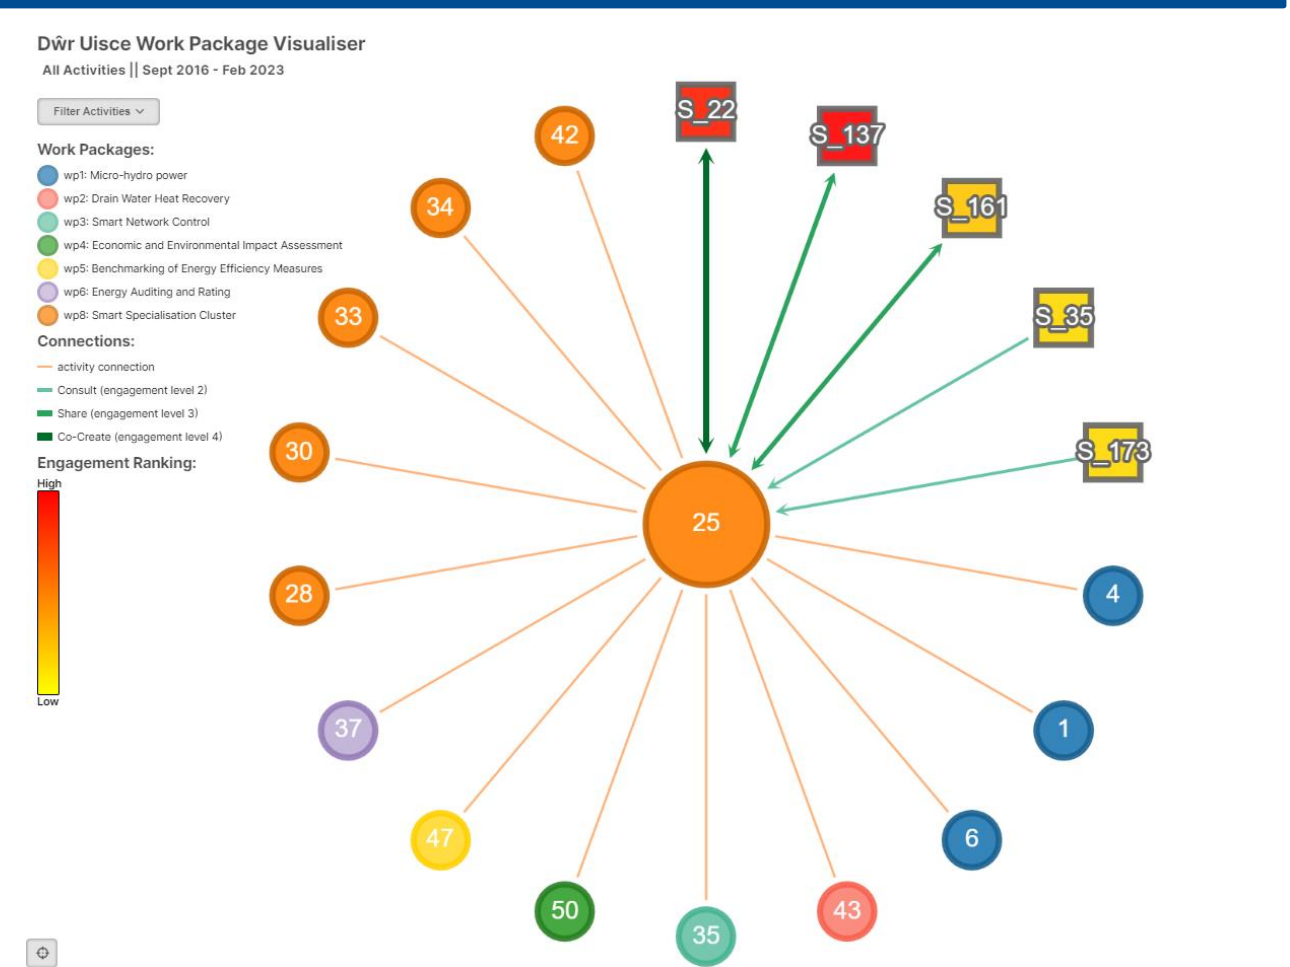 Dŵr Uisce Work Package Visualiser
All Activities || Sept 2016 - Feb 2023
Filter Activities
Work Packages:
wp1: Micro-hydro power
wp2: Drain Water Heat Recovery
wp3: Smart Network Control
wp4: Economic and Environmental Impact Assessment
wp5: Benchmarking of Energy Efficiency Measures
wp6: Energy Auditing and Rating
wp8: Smart Specialisation Cluster
Connections:
activity connection
Consult (engagement level 2)
Share (engagement level 3)
Co-Create (engagement level 4)
Engagement Ranking:
High
Low
S_22
S_137
S_161
S_35
S_173
4
1
6
43
35
50
47
37
28
30
33
34
42
25